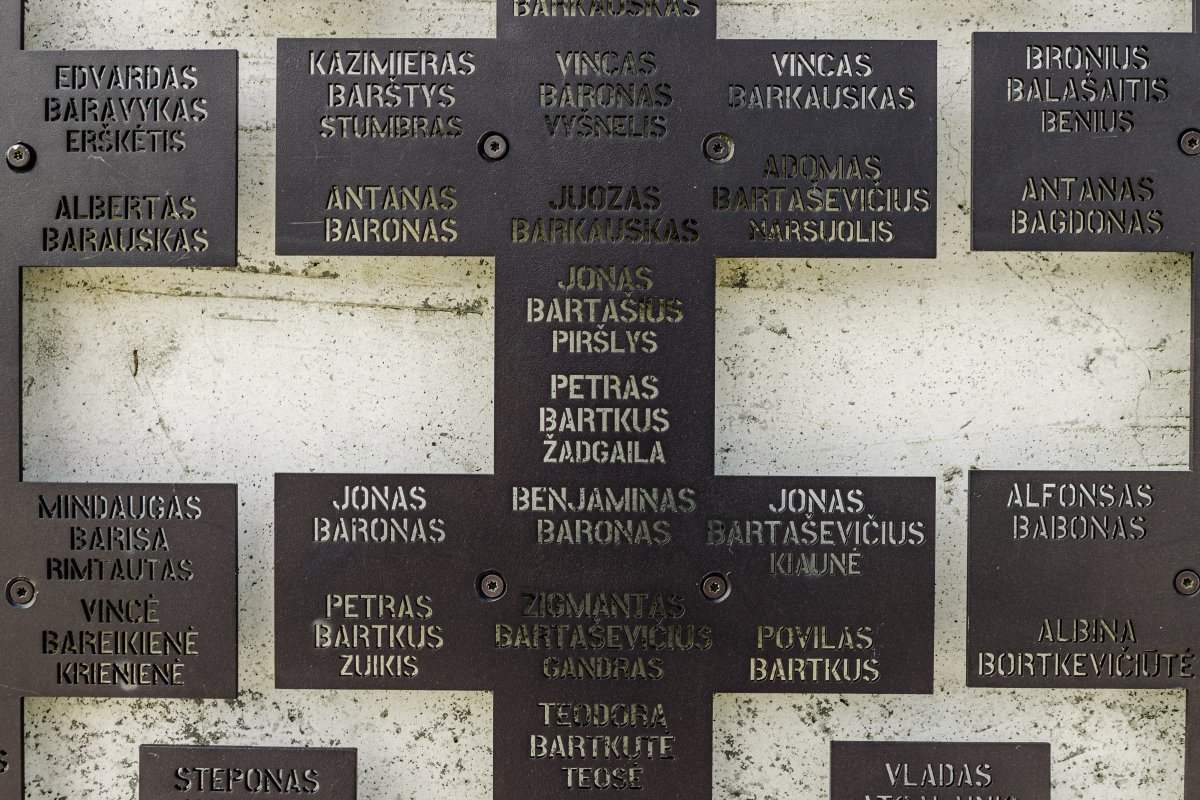 BARKAUSKAS
EDVARDAS
BARAVYKAS
ERŠKĖTIS
ALBERTAS
BARAUSKAS
KAZIMIERAS
BARŠTYS
STUMBRAS
ANTANAS
BARONAS
VINCAS
BARONAS
VYŠNELIS
JUOZAS
BARKAUSKAS
VINCAS
BARKAUSKAS
ADOMAS
BARTAŠEVIČIUS
NARSUOLIS
BRONIUS
BALAŠAITIS
BENIUS
ANTANAS
BAGDONAS
JONAS
BARTAŠIUS
PIRŠLYS
PETRAS
BARTKUS
ŽADGAILA
MINDAUGAS
BARISA
RIMTAUTAS
VINCĖ
BAREIKIENĖ
KRIENIENĖ
JONAS
BARONAS
PETRAS
BARTKUS
ZUIKIS
BENJAMINAS
BARONAS
ZIGMANTAS
BARTAŠEVIČIUS
GANDRAS
JONAS
BARTAŠEVIČIUS
KIAUNĖ
POVILAS
BARTKUS
ALFONSAS
BABONAS
ALBINA
BORTKEVIČIŪTĖ
TEODORA
BARTKUTĖ
TEOSE
STEPONAS
VLADAS